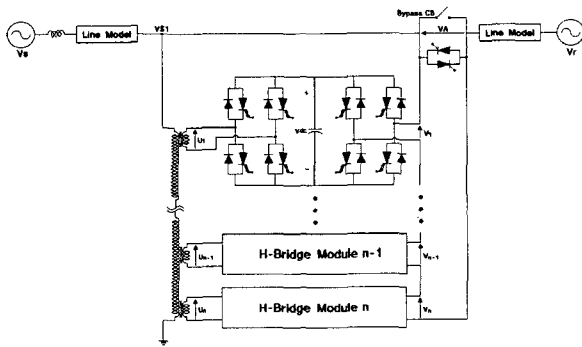 Bypass CB
VS1
VA
Line Model
Line Model
Vs
Vr
+
Vdc
U1
V1
-
H-Bridge Module n-1
Un-1
Vn-1
H-Bridge Module n
Un
Vn